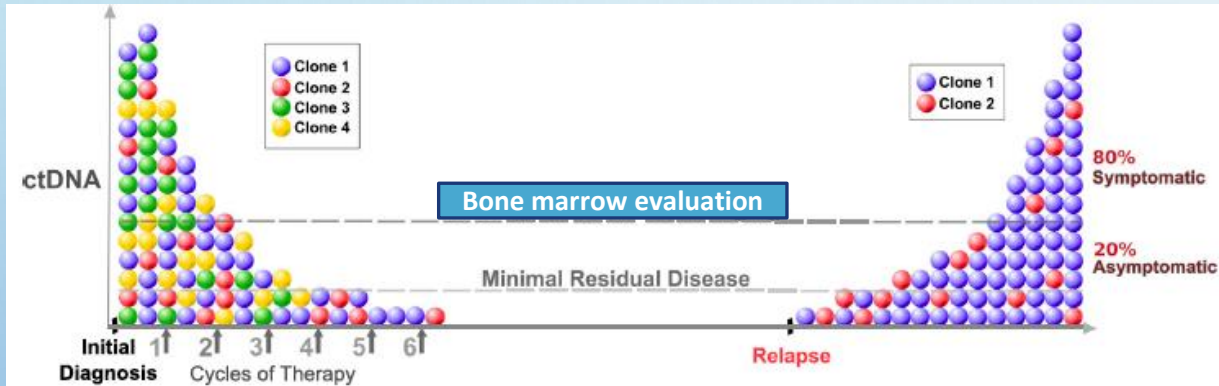 Clone 1
Clone 2
Clone 3
Clone 4
Clone 1
Clone 2
ctDNA
80%
Symptomatic
Bone marrow evaluation
20%
Asymptomatic
Minimal Residual Disease
Initial
Diagnosis
1 2 3 4 5 6
Cycles of Therapy
Relapse